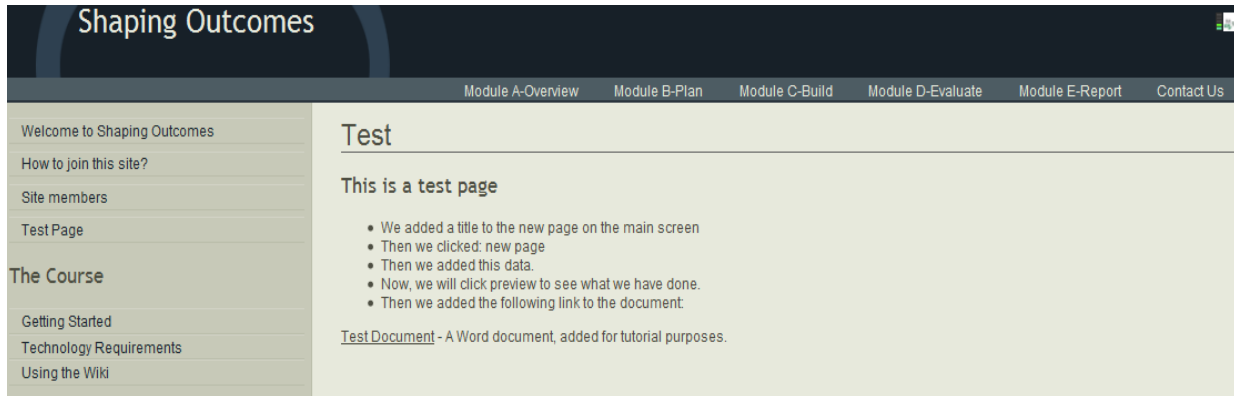 Shaping Outcomes
Module A-Overview Module B-Plan Module C-Build Module D-Evaluate Module E-Report Contact Us
Welcome to Shaping Outcomes
How to join this site?
Site members
Test Page
The Course
Getting Started
Technology Requirements
Using the Wiki
Test
This is a test page
We added a title to the new page on the main screen
Then we clicked: new page
Then we added this data.
Now, we will click preview to see what we have done.
Then we added the following link to the document:
Test Document - A Word document, added for tutorial purposes.